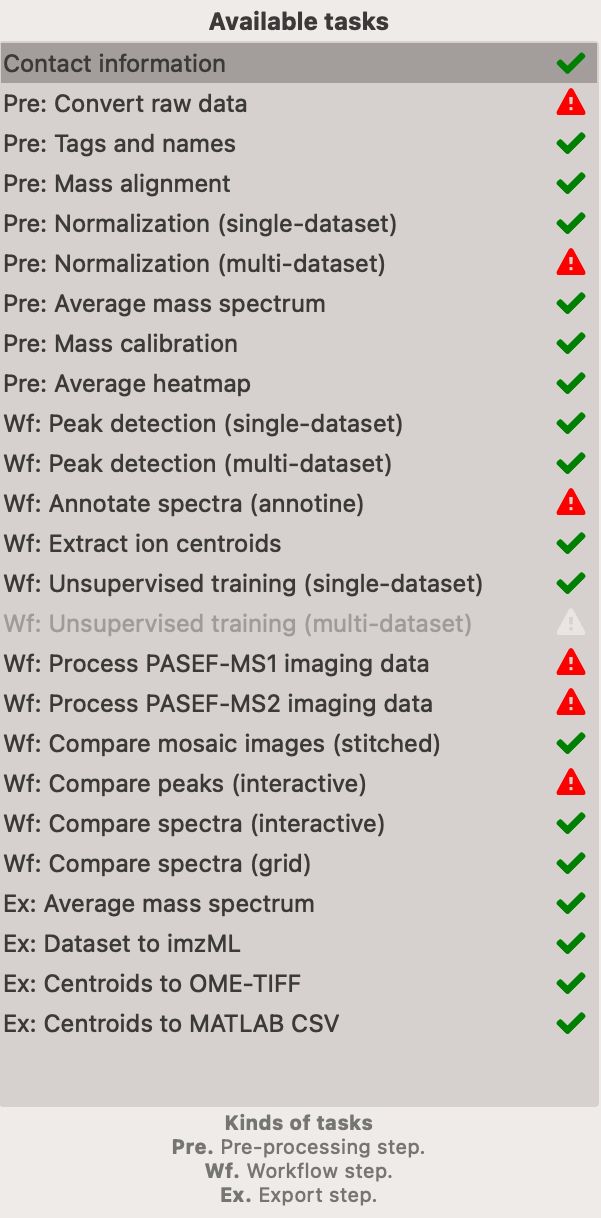 Available tasks
Contact information
Pre: Convert raw data
Pre: Tags and names
Pre: Mass alignment
Pre: Normalization (single-dataset)
Pre: Normalization (multi-dataset)
Pre: Average mass spectrum
Pre: Mass calibration
Pre: Average heatmap
Wf: Peak detection (single-dataset)
Wf: Peak detection (multi-dataset)
Wf: Annotate spectra (annotine)
Wf: Extract ion centroids
Wf: Unsupervised training (single-dataset)
Wf: Unsupervised training (multi-dataset)
Wf: Process PASEF-MS1 imaging data
Wf: Process PASEF-MS2 imaging data
Wf: Compare mosaic images (stitched)
Wf: Compare peaks (interactive)
Wf: Compare spectra (interactive)
Wf: Compare spectra (grid)
Ex: Average mass spectrum
Ex: Dataset to imzML
Ex: Centroids to OME-TIFF
Ex: Centroids to MATLAB CSV
Kinds of tasks
Pre. Pre-processing step.
Wf. Workflow step.
Ex. Export step.